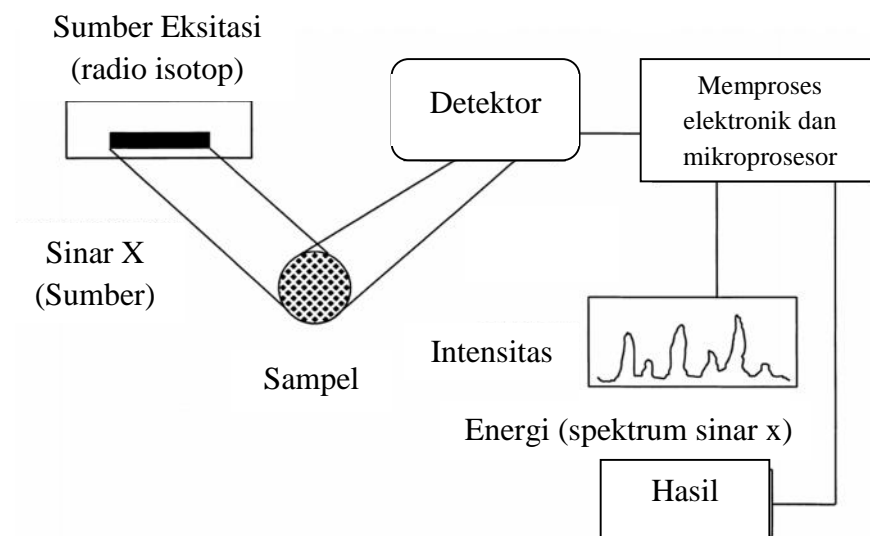 Sumber Eksitasi
(radio isotop)
Detektor
Memproses
elektronik dan
mikroprosesor
Sinar X
(Sumber)
Sampel
Intensitas
Energi (spektrum sinar x)
Hasil